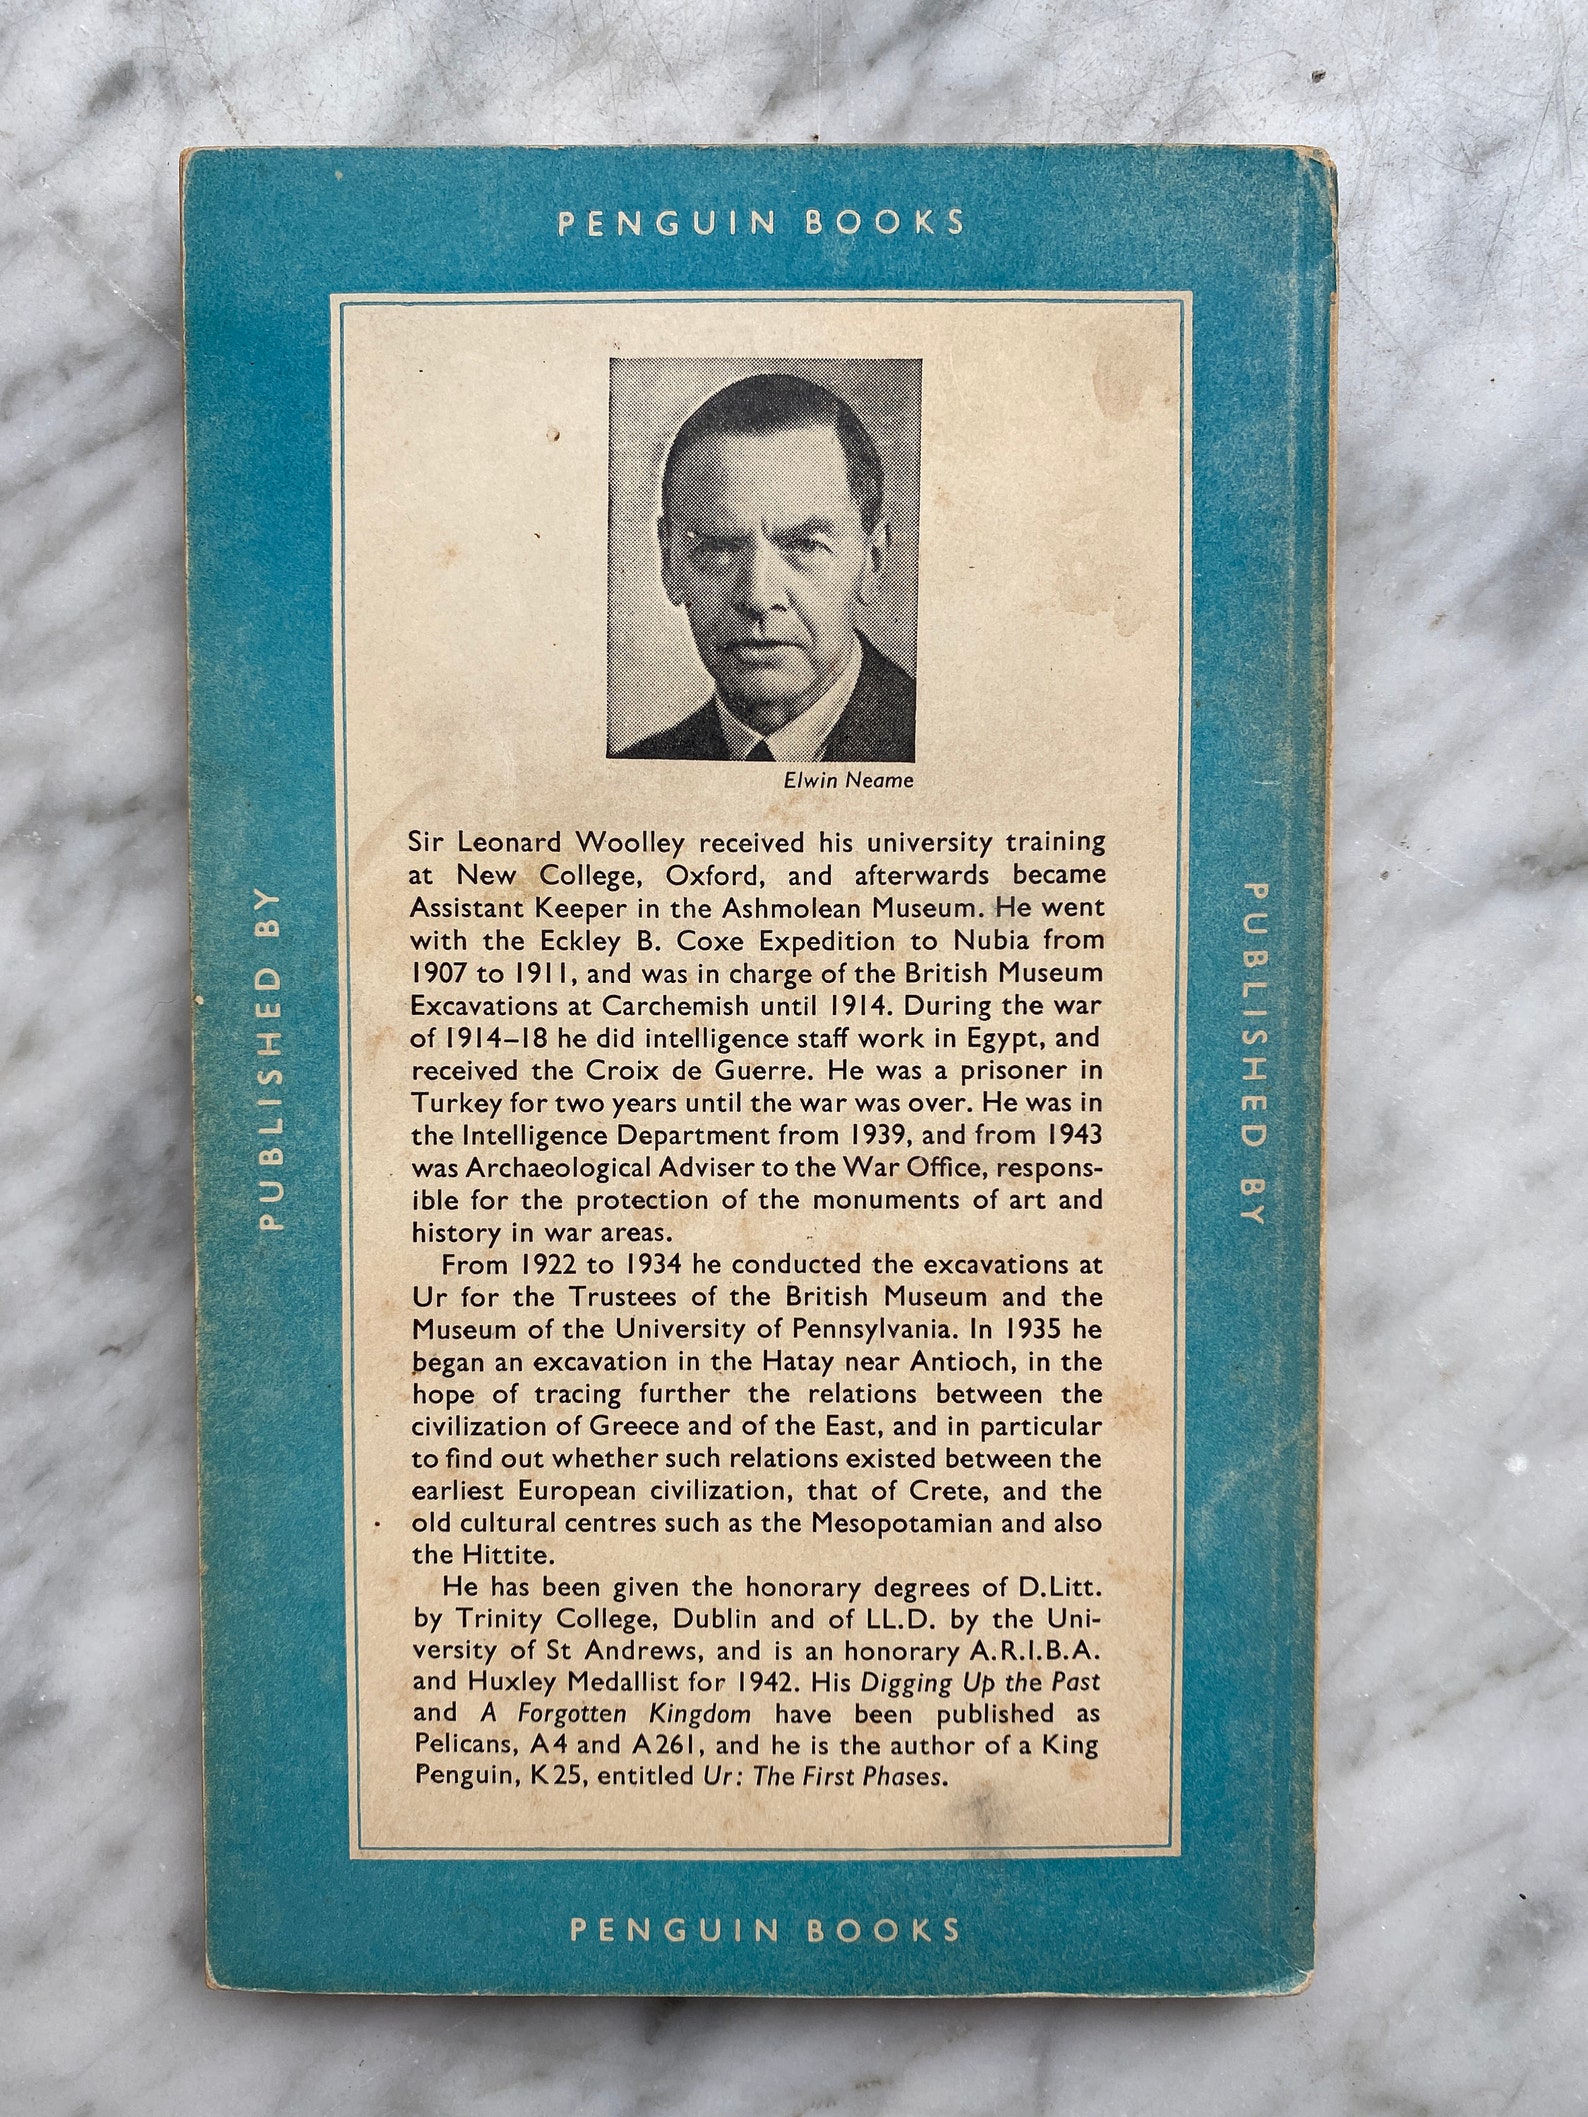 PENGUIN BOOKS
PUBLISHED BY
Elwin Neame
Sir Leonard Woolley received his university training
at New College, Oxford, and afterwards became
Assistant Keeper in the Ashmolean Museum. He went
with the Eckley B. Coxe Expedition to Nubia from
1907 to 1911, and was in charge of the British Museum
Excavations at Carchemish until 1914. During the war
of 1914–18 he did intelligence staff work in Egypt, and
received the Croix de Guerre. He was a prisoner in
Turkey for two years until the war was over. He was in
the Intelligence Department from 1939, and from 1943
was Archaeological Adviser to the War Office, respons-
ible for the protection of the monuments of art and
history in war areas.
From 1922 to 1934 he conducted the excavations at
Ur for the Trustees of the British Museum and the
Museum of the University of Pennsylvania. In 1935 he
began an excavation in the Hatay near Antioch, in the
hope of tracing further the relations between the
civilization of Greece and of the East, and in particular
to find out whether such relations existed between the
earliest European civilization, that of Crete, and the
old cultural centres such as the Mesopotamian and also
the Hittite.
He has been given the honorary degrees of D.Litt.
by Trinity College, Dublin and of LL.D. by the Uni-
versity of St Andrews, and is an honorary A.R.I.B.A.
and Huxley Medallist for 1942. His Digging Up the Past
and A Forgotten Kingdom have been published as
Pelicans, A4 and A261, and he is the author of a King
Penguin, K25, entitled Ur: The First Phases.
PUBLISHED BY
PENGUIN BOOKS